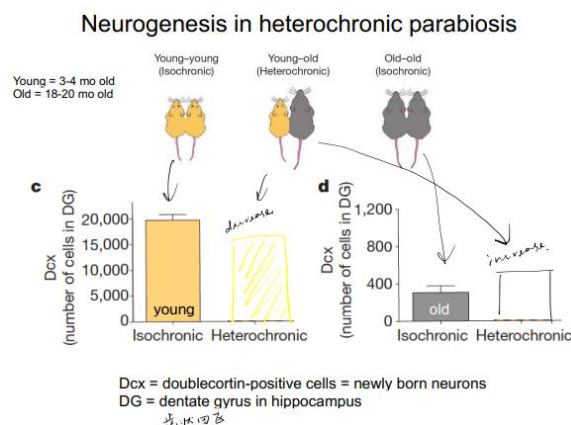 Neurogenesis in heterochronic parabiosis
Young = 3-4 mo old
Old = 18-20 mo old
Young–young
(Isochronic)
Young–old
(Heterochronic)
Old–old
(Isochronic)
c
Dcx
(number of cells in DG)
20,000
15,000
10,000
5,000
0
decrease
young
Isochronic
Heterochronic
d
Dcx
(number of cells in DG)
1,200
800
400
0
increase
old
Isochronic
Heterochronic
Dcx = doublecortin-positive cells = newly born neurons
DG = dentate gyrus in hippocampus
齿状回